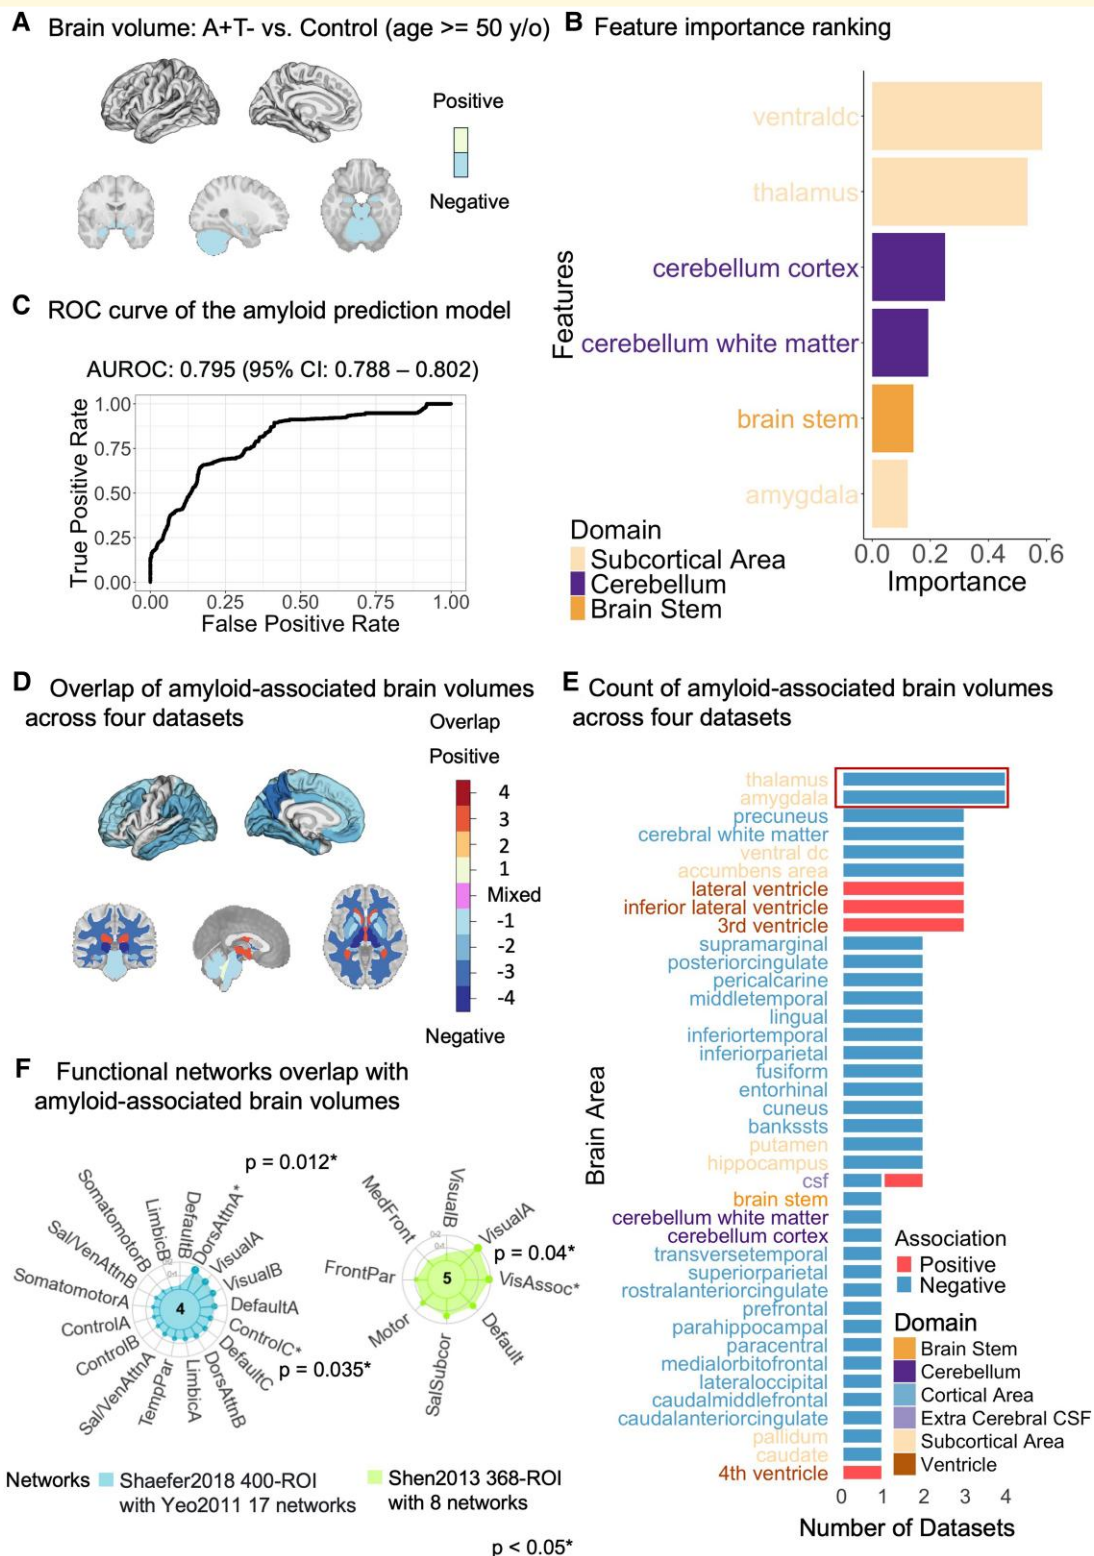 A Brain volume: A+T- vs. Control (age >= 50 y/o)
Positive
Negative
B Feature importance ranking
Features
ventraldc
thalamus
cerebellum cortex
cerebellum white matter
brain stem
amygdala
0.0 0.2 0.4 0.6
Importance
Domain
Subcortical Area
Cerebellum
Brain Stem
C ROC curve of the amyloid prediction model
AUROC: 0.795 (95% CI: 0.788 – 0.802)
True Positive Rate
1.00
0.75
0.50
0.25
0.00
0.00 0.25 0.50 0.75 1.00
False Positive Rate
D Overlap of amyloid-associated brain volumes
across four datasets
Overlap
Positive
4
3
2
1
Mixed
-1
-2
-3
-4
Negative
E Count of amyloid-associated brain volumes
across four datasets
Brain Area
thalamus
amygdala
precuneus
cerebral white matter
ventral dc
accumbens area
lateral ventricle
inferior lateral ventricle
3rd ventricle
supramarginal
posteriorcingulate
pericalcarine
middletemporal
lingual
inferiortemporal
inferiorparietal
fusiform
entorhinal
cuneus
bankssts
putamen
hippocampus
csf
brain stem
cerebellum white matter
cerebellum cortex
transversetemporal
superiorparietal
rostralanteriorcingulate
prefrontal
parahippocampal
paracentral
medialorbitofrontal
lateraloccipital
caudalmiddlefrontal
caudalanteriorcingulate
pallidum
caudate
4th ventricle
0 1 2 3 4
Number of Datasets
Association
Positive
Negative
Domain
Brain Stem
Cerebellum
Cortical Area
Extra Cerebral CSF
Subcortical Area
Ventricle
F Functional networks overlap with
amyloid-associated brain volumes
p = 0.012*
DefaultB
DorsAttnA*
VisualA
VisualB
DefaultA
ControlC*
p = 0.035*
DefaultC
DorsAttnB
LimbicA
TempPar
Sal/VenAttnA
ControlB
ControlA
SomatomotorA
Sal/VenAttnB
SomatomotorB
LimbicB
4
VisualB
VisualA
p = 0.04*
VisAssoc*
Default
SalSubcor
Motor
FrontPar
MedFront
5
Networks
Shaefer2018 400-ROI
with Yeo2011 17 networks
Shen2013 368-ROI
with 8 networks
p < 0.05*